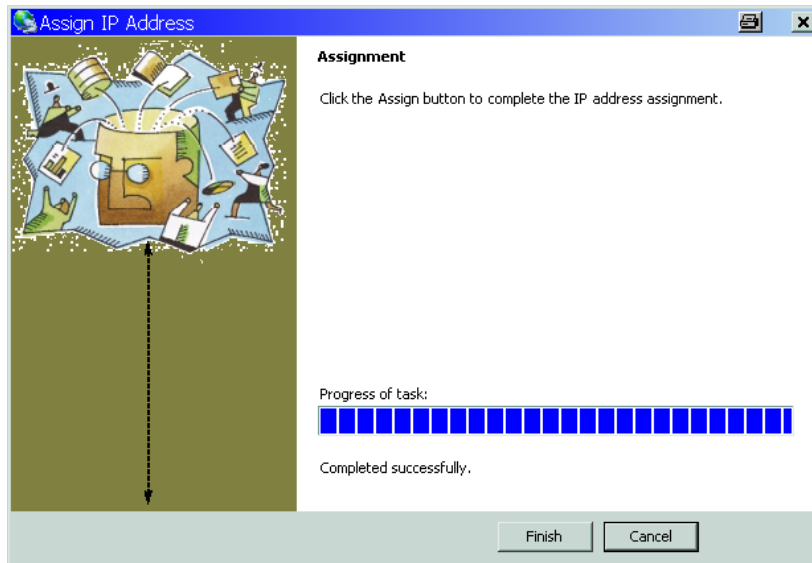 Assign IP Address
Assignment
Click the Assign button to complete the IP address assignment.
Progress of task:
Completed successfully.
Finish
Cancel